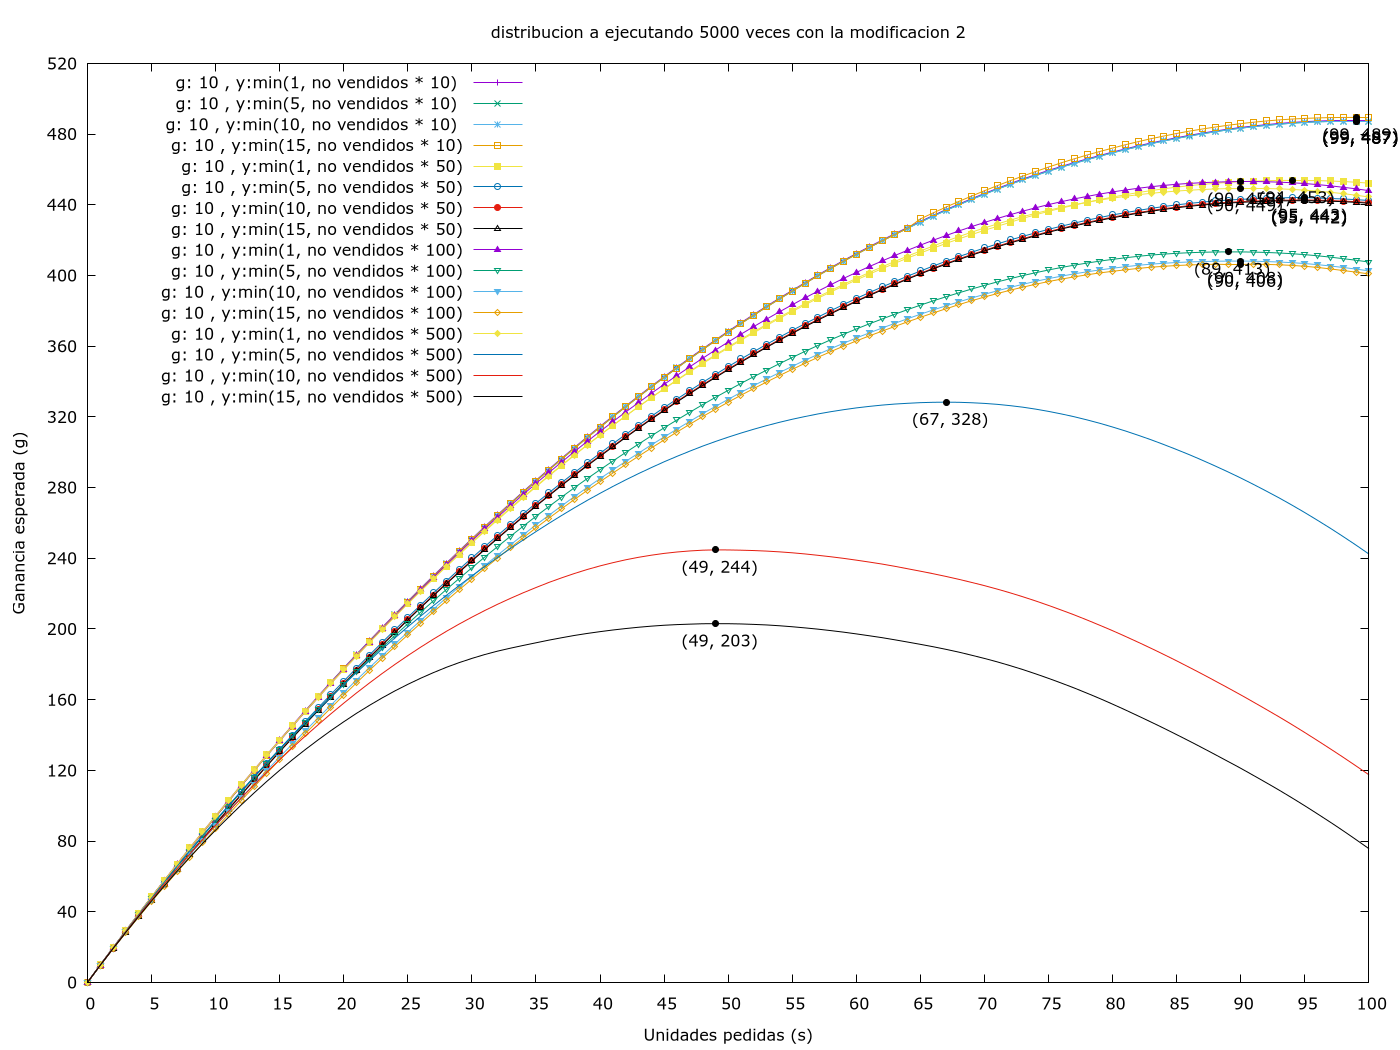 distribucion a ejecutando 5000 veces con la modificacion 2
520
480
440
400
360
320
280
240
200
160
120
80
40
0
Ganancia esperada (g)
g: 10 , y:min(1, no vendidos * 10)
g: 10 , y:min(5, no vendidos * 10)
g: 10 , y:min(10, no vendidos * 10)
g: 10 , y:min(15, no vendidos * 10)
g: 10 , y:min(1, no vendidos * 50)
g: 10 , y:min(5, no vendidos * 50)
g: 10 , y:min(10, no vendidos * 50)
g: 10 , y:min(15, no vendidos * 50)
g: 10 , y:min(1, no vendidos * 100)
g: 10 , y:min(5, no vendidos * 100)
g: 10 , y:min(10, no vendidos * 100)
g: 10 , y:min(15, no vendidos * 100)
g: 10 , y:min(1, no vendidos * 500)
g: 10 , y:min(5, no vendidos * 500)
g: 10 , y:min(10, no vendidos * 500)
g: 10 , y:min(15, no vendidos * 500)
(99, 489)
(99, 487)
(90, 449)
(95, 442)
(89, 413)
(90, 406)
(67, 328)
(49, 244)
(49, 203)
0 5 10 15 20 25 30 35 40 45 50 55 60 65 70 75 80 85 90 95 100
Unidades pedidas (s)